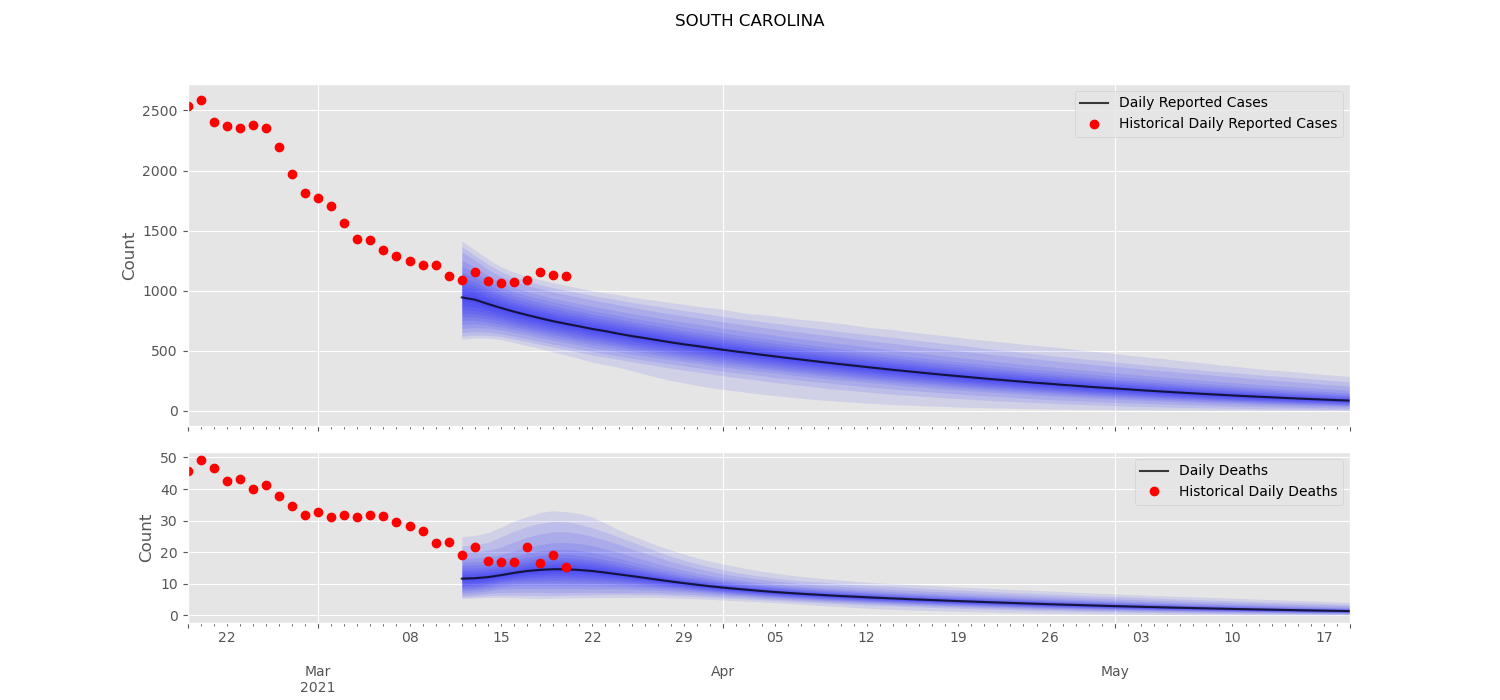 SOUTH CAROLINA
2500
2000
1500
1000
500
0
Count
Daily Reported Cases
Historical Daily Reported Cases
50
40
30
20
10
0
Count
Daily Deaths
Historical Daily Deaths
22 08 15 22 29 05 12 19 26 03 10 17
Mar Apr May
2021